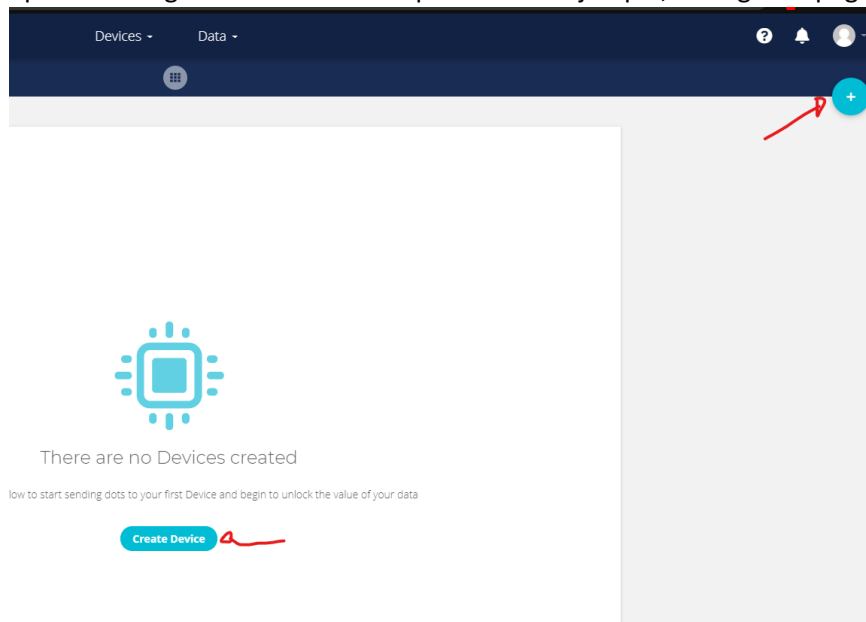 Devices Data
There are no Devices created
low to start sending dots to your first Device and begin to unlock the value of your data
Create Device